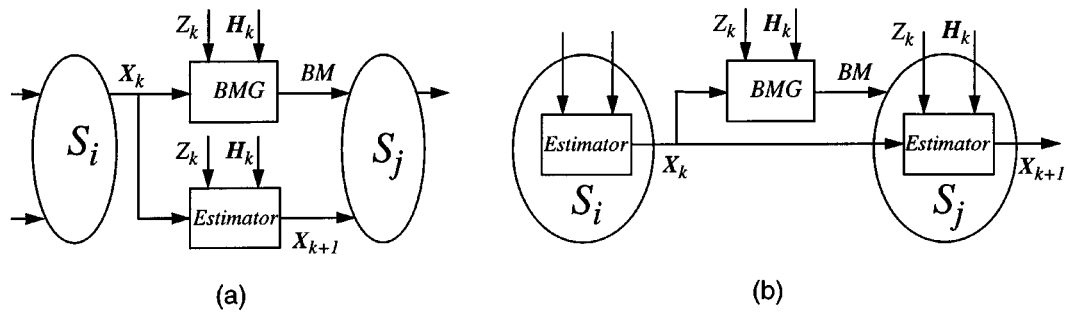 Z_k H_k
X_k BMG BM
Z_k H_k
S_i S_j
Estimator
X_{k+1}
(a)
Z_k H_k
Z_k H_k
BMG BM
Estimator Estimator
X_k X_{k+1}
S_i S_j
(b)